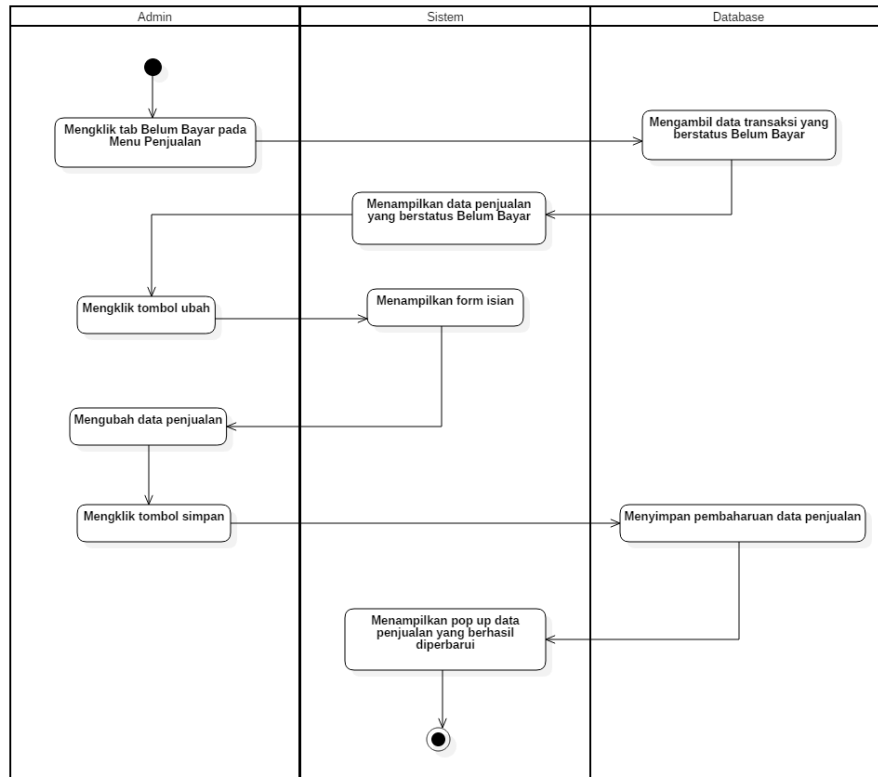 Admin
Sistem
Database
Mengklik tab Belum Bayar pada
Menu Penjualan
Mengambil data transaksi yang
berstatus Belum Bayar
Menampilkan data penjualan
yang berstatus Belum Bayar
Mengklik tombol ubah
Menampilkan form isian
Mengubah data penjualan
Mengklik tombol simpan
Menyimpan pembaharuan data penjualan
Menampilkan pop up data
penjualan yang berhasil
diperbarui